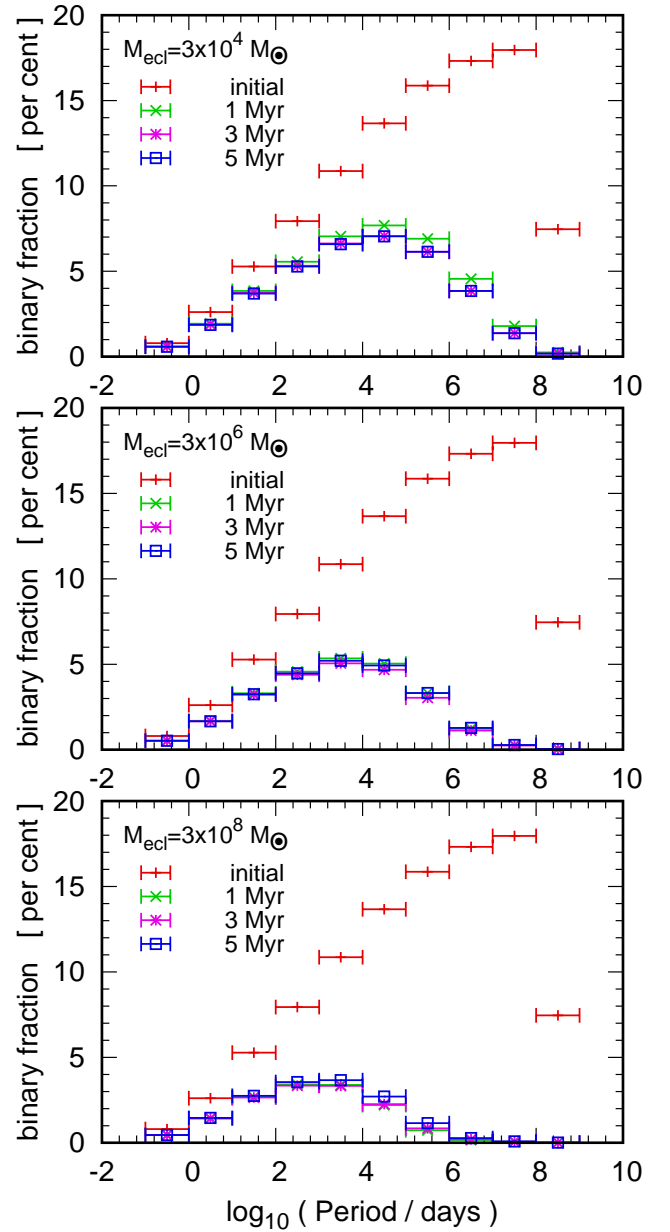 20
M_ecl=3x10^4 M_⊙
initial
15
1 Myr
3 Myr
5 Myr
10
5
0
-2 0 2 4 6 8 10
binary fraction [ per cent ]
20
M_ecl=3x10^6 M_⊙
initial
15
1 Myr
3 Myr
5 Myr
10
5
0
-2 0 2 4 6 8 10
binary fraction [ per cent ]
20
M_ecl=3x10^8 M_⊙
initial
15
1 Myr
3 Myr
5 Myr
10
5
0
-2 0 2 4 6 8 10
binary fraction [ per cent ]
log_10 ( Period / days )